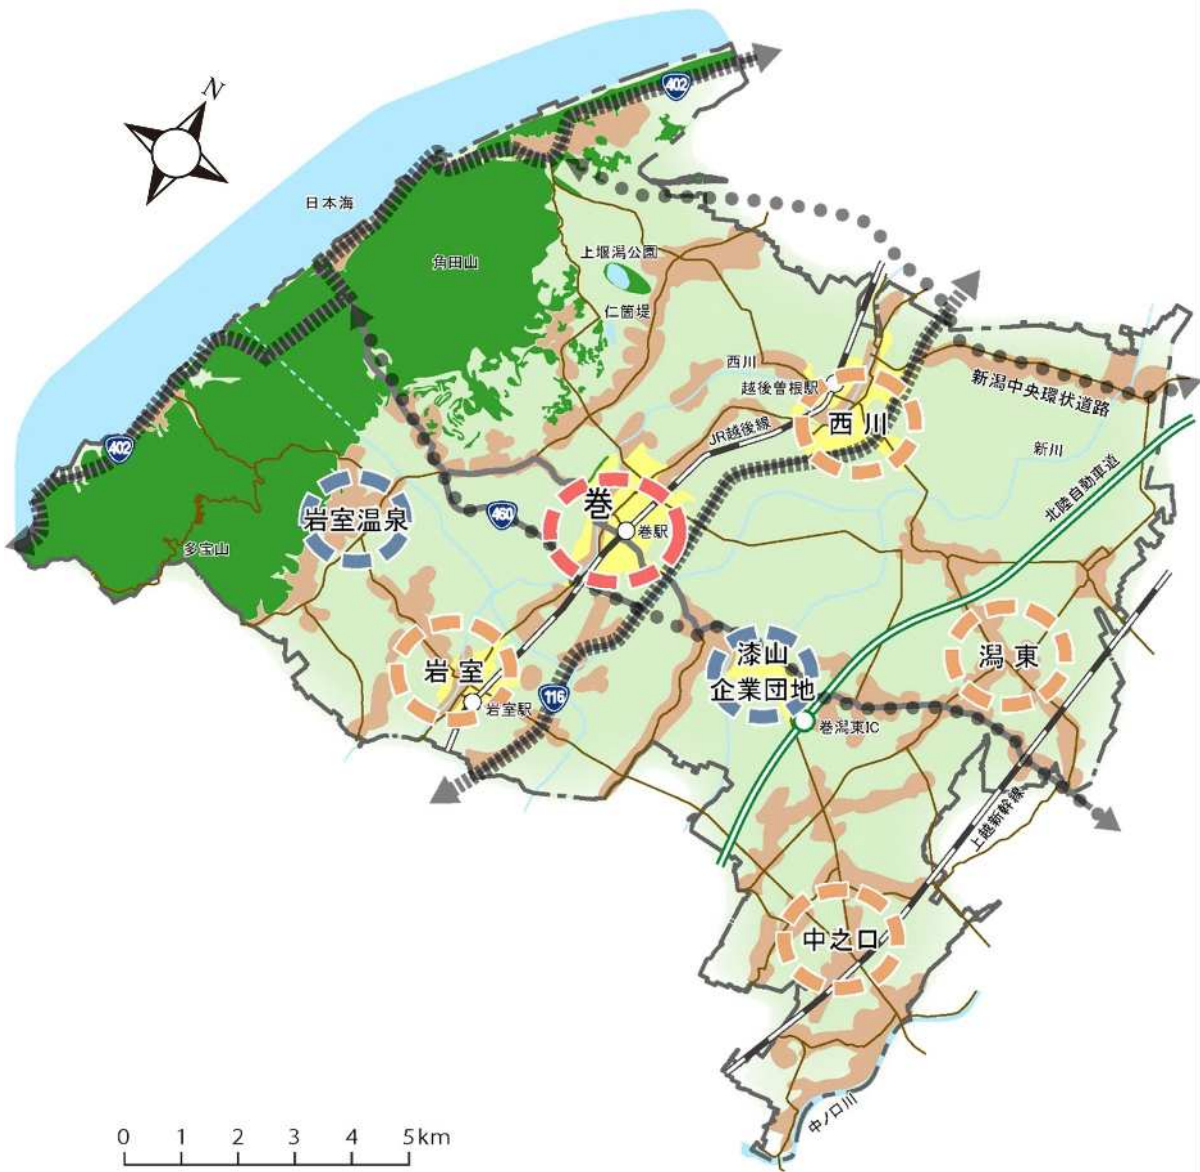 402
N
日本海
角田山
上堰潟公園
仁箇堤
西川
越後曽根駅
新潟中央環状道路
JR越後線
西川
402
新川
北陸自動車道
岩室温泉
460
巻
巻駅
多宝山
漆山
企業団地
潟東
岩室
岩室駅
116
巻潟東IC
上越新幹線
中之口
中ノ口川
0 1 2 3 4 5km